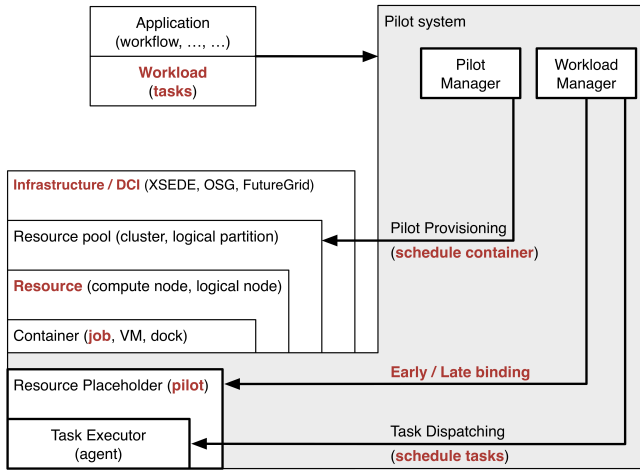 Application
(workflow, …, …)
Workload
(tasks)
Pilot system
Pilot
Manager
Workload
Manager
Infrastructure / DCI (XSEDE, OSG, FutureGrid)
Resource pool (cluster, logical partition)
Pilot Provisioning
(schedule container)
Resource (compute node, logical node)
Container (job, VM, dock)
Early / Late binding
Resource Placeholder (pilot)
Task Executor
(agent)
Task Dispatching
(schedule tasks)